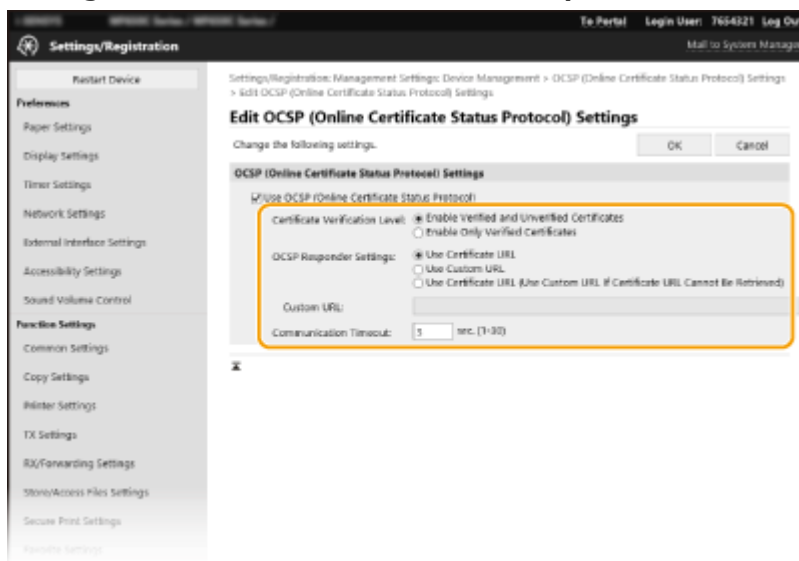 To Portal Login User: 7654321 Log Ou
Settings/Registration
Mail to System Manage
Restart Device
Preferences
Paper Settings
Display Settings
Timer Settings
Network Settings
External Interface Settings
Accessibility Settings
Sound Volume Control
Function Settings
Common Settings
Copy Settings
Printer Settings
TX Settings
RX/Forwarding Settings
Store/Access Files Settings
Secure Print Settings
Favorite Settings
Settings/Registration: Management Settings: Device Management > OCSP (Online Certificate Status Protocol) Settings
> Edit OCSP (Online Certificate Status Protocol) Settings
Edit OCSP (Online Certificate Status Protocol) Settings
Change the following settings.
OK Cancel
OCSP (Online Certificate Status Protocol) Settings
Use OCSP (Online Certificate Status Protocol)
Certificate Verification Level: Enable Verified and Unverified Certificates
Enable Only Verified Certificates
OCSP Responder Settings: Use Certificate URL
Use Custom URL
Use Certificate URL (Use Custom URL If Certificate URL Cannot Be Retrieved)
Custom URL:
Communication Timeout: 3 sec. (1-30)